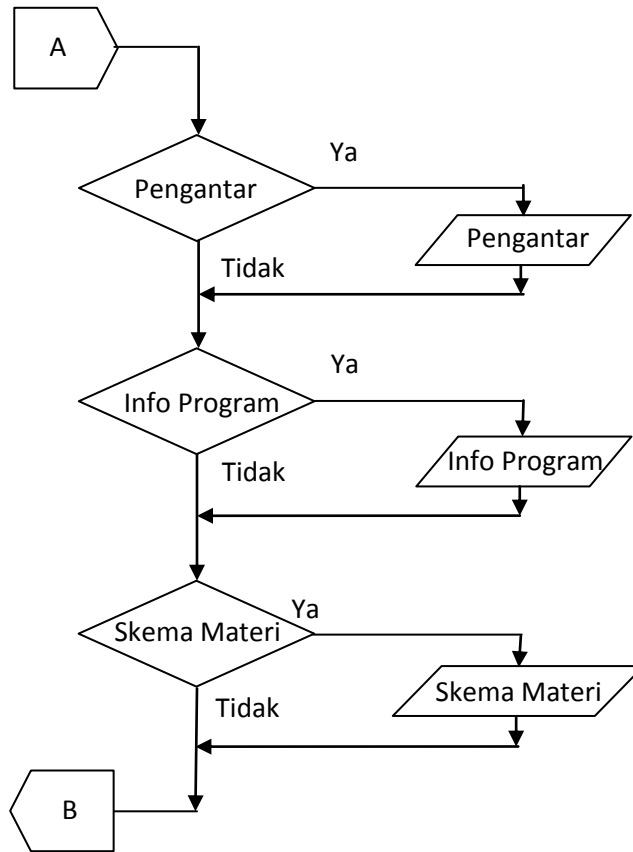 A
Ya
Pengantar
Pengantar
Tidak
Ya
Info Program
Info Program
Tidak
Ya
Skema Materi
Skema Materi
Tidak
B